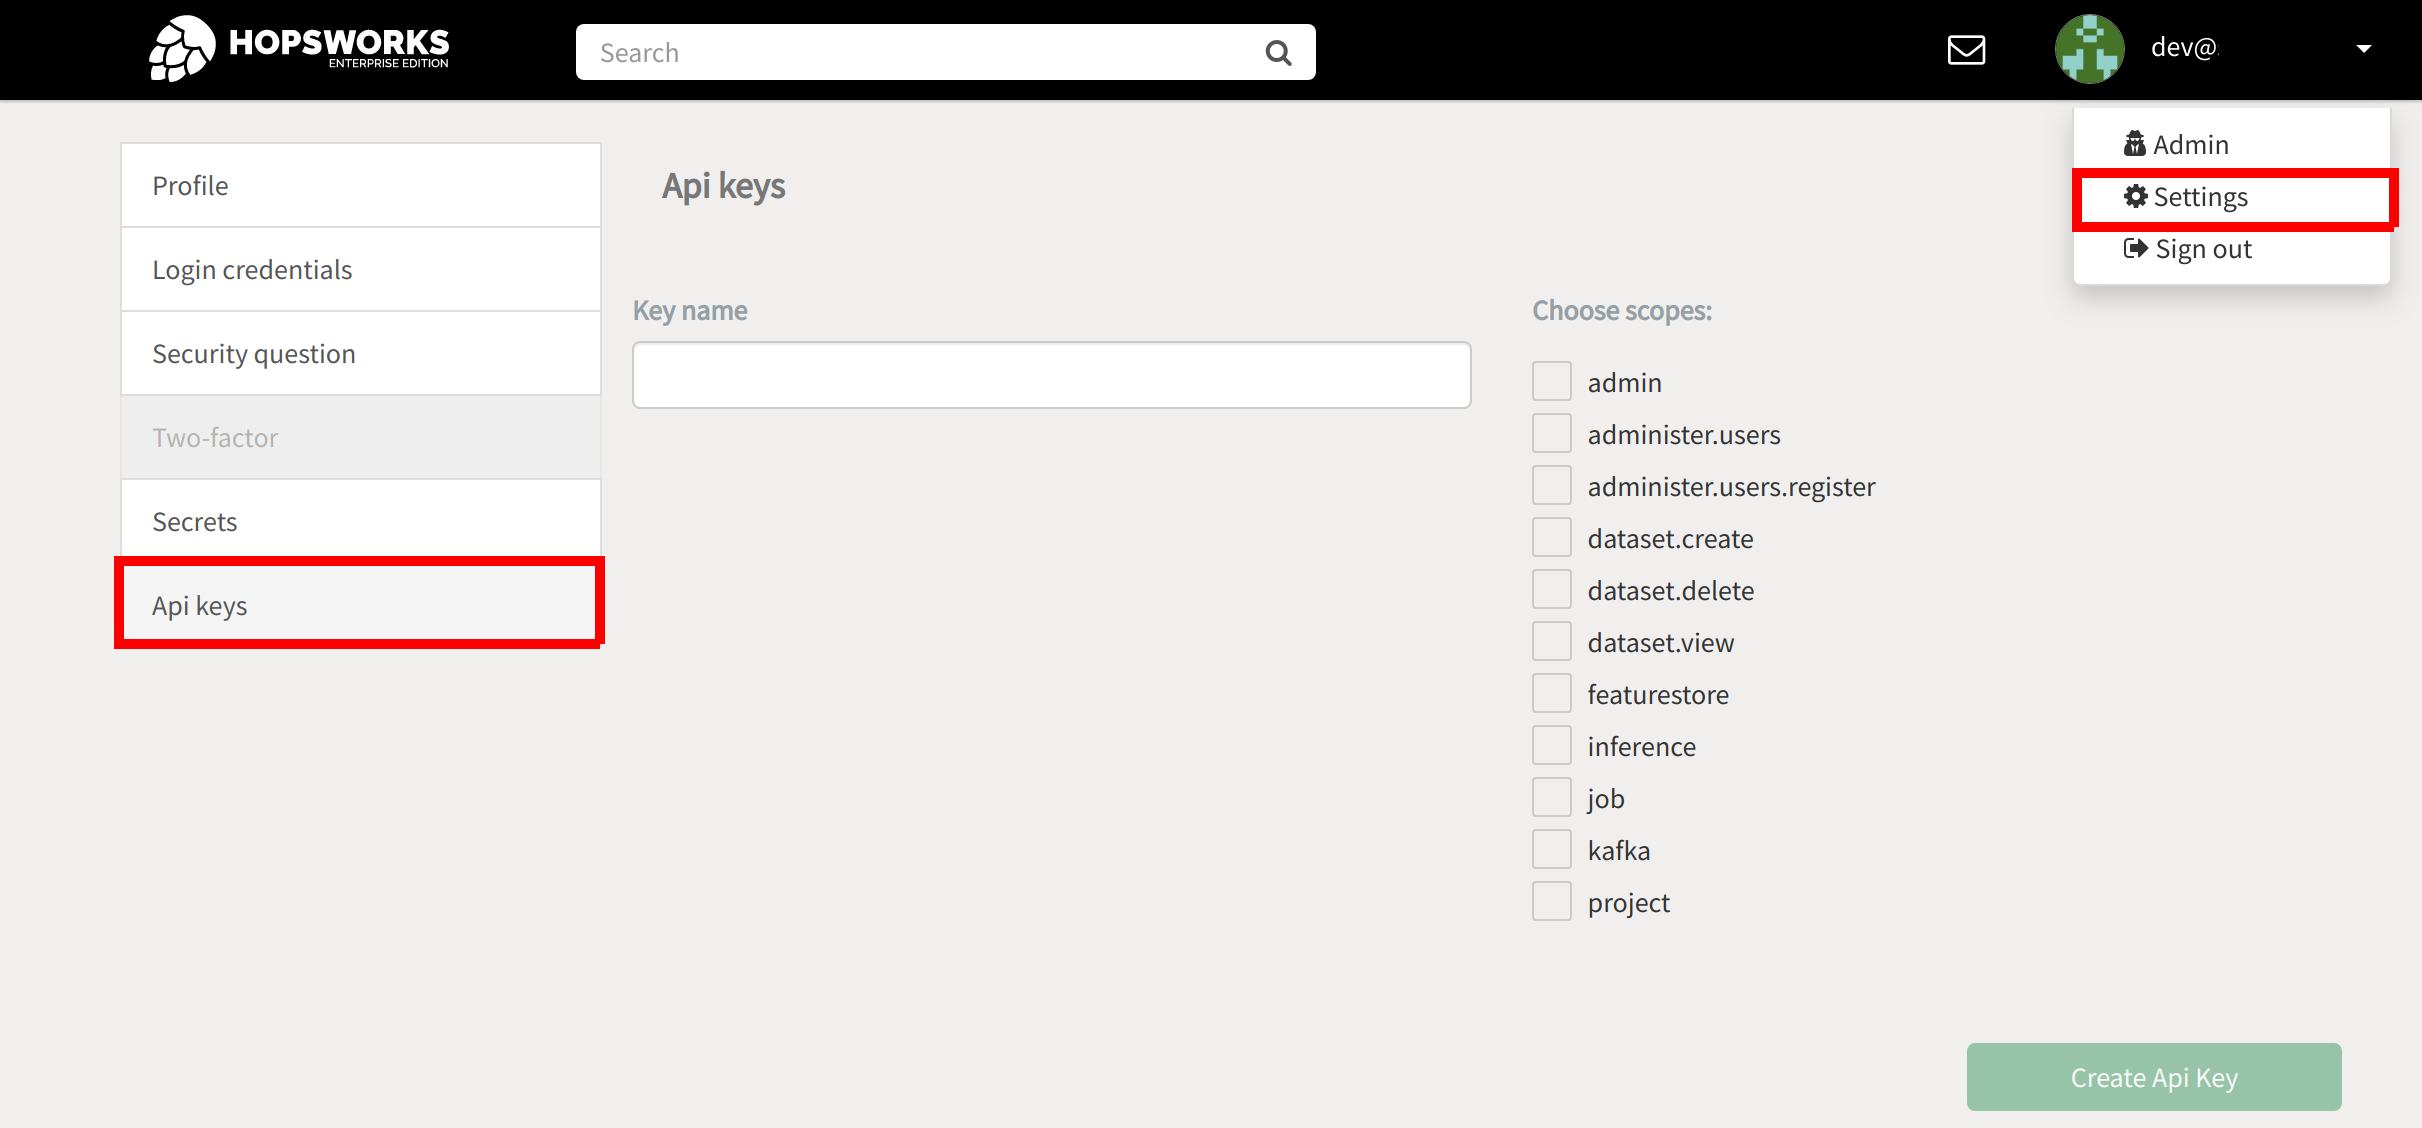 HOPSWORKS
ENTERPRISE EDITION
Search
dev@
Admin
Settings
Sign out
Profile
Login credentials
Security question
Two-factor
Secrets
Api keys
Api keys
Key name
Choose scopes:
admin
administer.users
administer.users.register
dataset.create
dataset.delete
dataset.view
featurestore
inference
job
kafka
project
Create Api Key